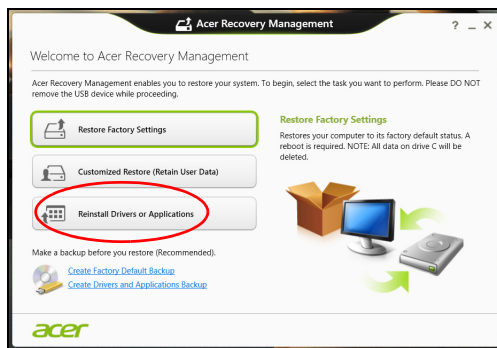 Acer Recovery Management
? _ X
Welcome to Acer Recovery Management
Acer Recovery Management enables you to restore your system. To begin, select the task you want to perform. Please DO NOT
remove the USB device while proceeding.
Restore Factory Settings
Customized Restore (Retain User Data)
Reinstall Drivers or Applications
Restore Factory Settings
Restores your computer to its factory default status. A
reboot is required. NOTE: All data on drive C will be
deleted.
Make a backup before you restore (Recommended).
Create Factory Default Backup
Create Drivers and Applications Backup
acer